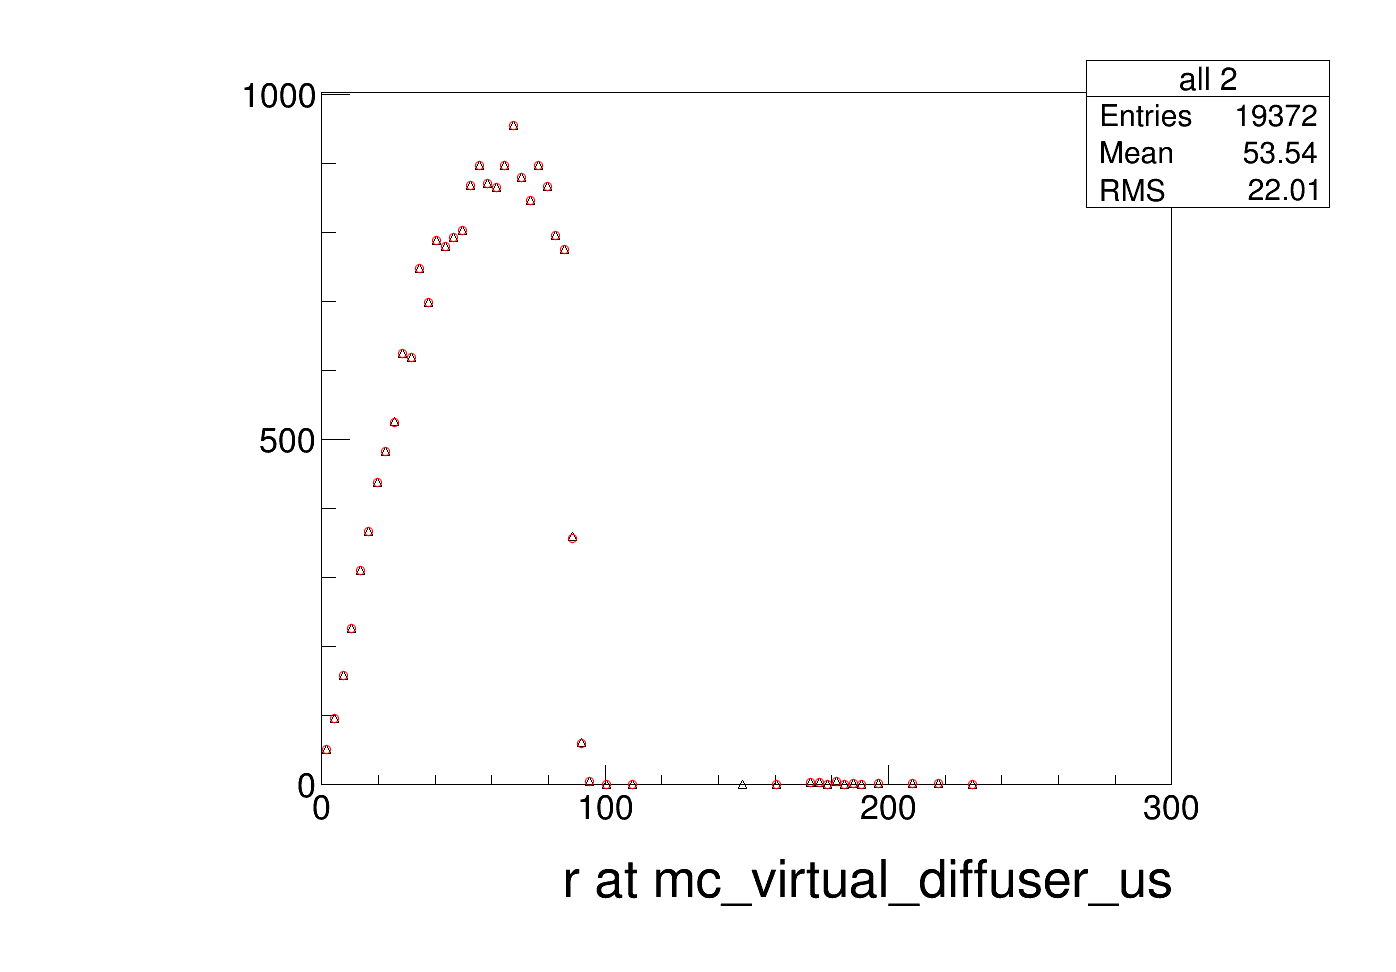 all 2
Entries 19372
Mean 53.54
RMS 22.01
1000
500
0
0 100 200 300
r at mc_virtual_diffuser_us